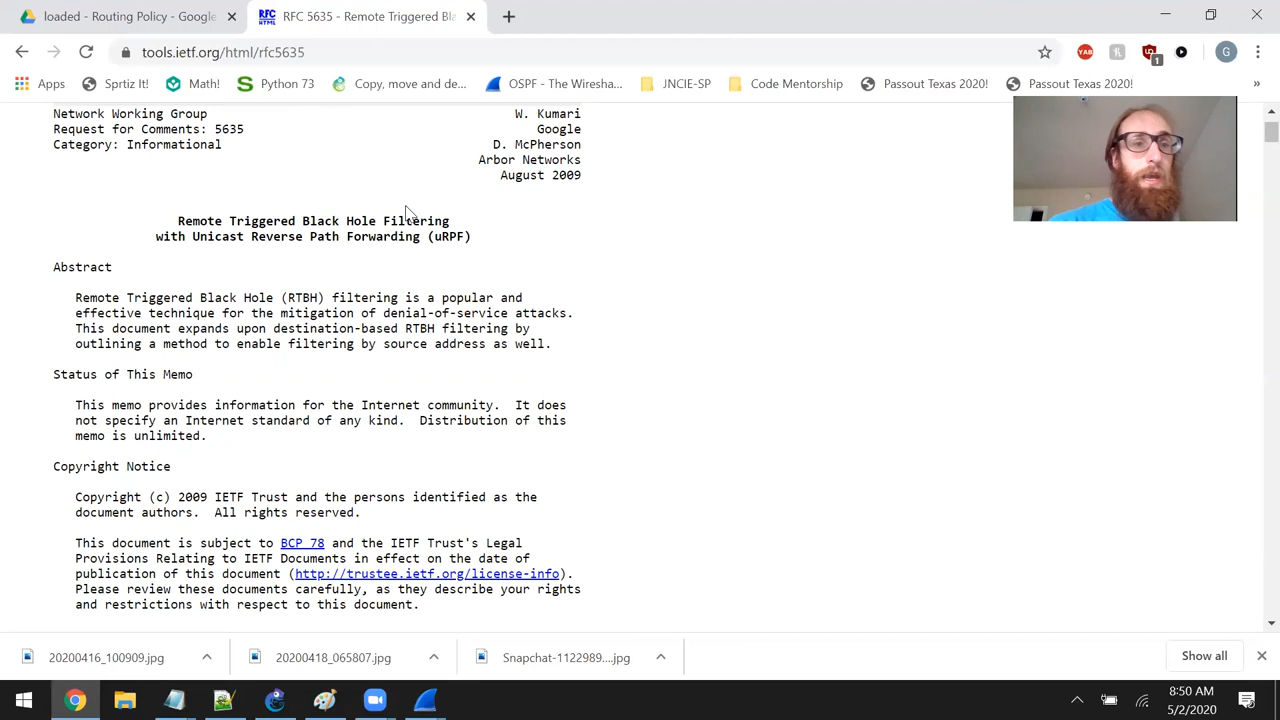 loaded - Routing Policy - Google
RFC 5635 - Remote Triggered Bla
tools.ietf.org/html/rfc5635
Apps
Sprtiz It!
Math!
Python 73
Copy, move and de...
OSPF - The Wiresha...
JNCIE-SP
Code Mentorship
Passout Texas 2020!
Passout Texas 2020!
Network Working Group W. Kumari
Request for Comments: 5635 Google
Category: Informational D. McPherson
Arbor Networks
August 2009
Remote Triggered Black Hole Filtering
with Unicast Reverse Path Forwarding (uRPF)
Abstract
Remote Triggered Black Hole (RTBH) filtering is a popular and
effective technique for the mitigation of denial-of-service attacks.
This document expands upon destination-based RTBH filtering by
outlining a method to enable filtering by source address as well.
Status of This Memo
This memo provides information for the Internet community.  It does
not specify an Internet standard of any kind.  Distribution of this
memo is unlimited.
Copyright Notice
Copyright (c) 2009 IETF Trust and the persons identified as the
document authors.  All rights reserved.
This document is subject to BCP 78 and the IETF Trust's Legal
Provisions Relating to IETF Documents in effect on the date of
publication of this document (http://trustee.ietf.org/license-info).
Please review these documents carefully, as they describe your rights
and restrictions with respect to this document.
20200416_100909.jpg
20200418_065807.jpg
Snapchat-1122989....jpg
Show all
8:50 AM
5/2/2020